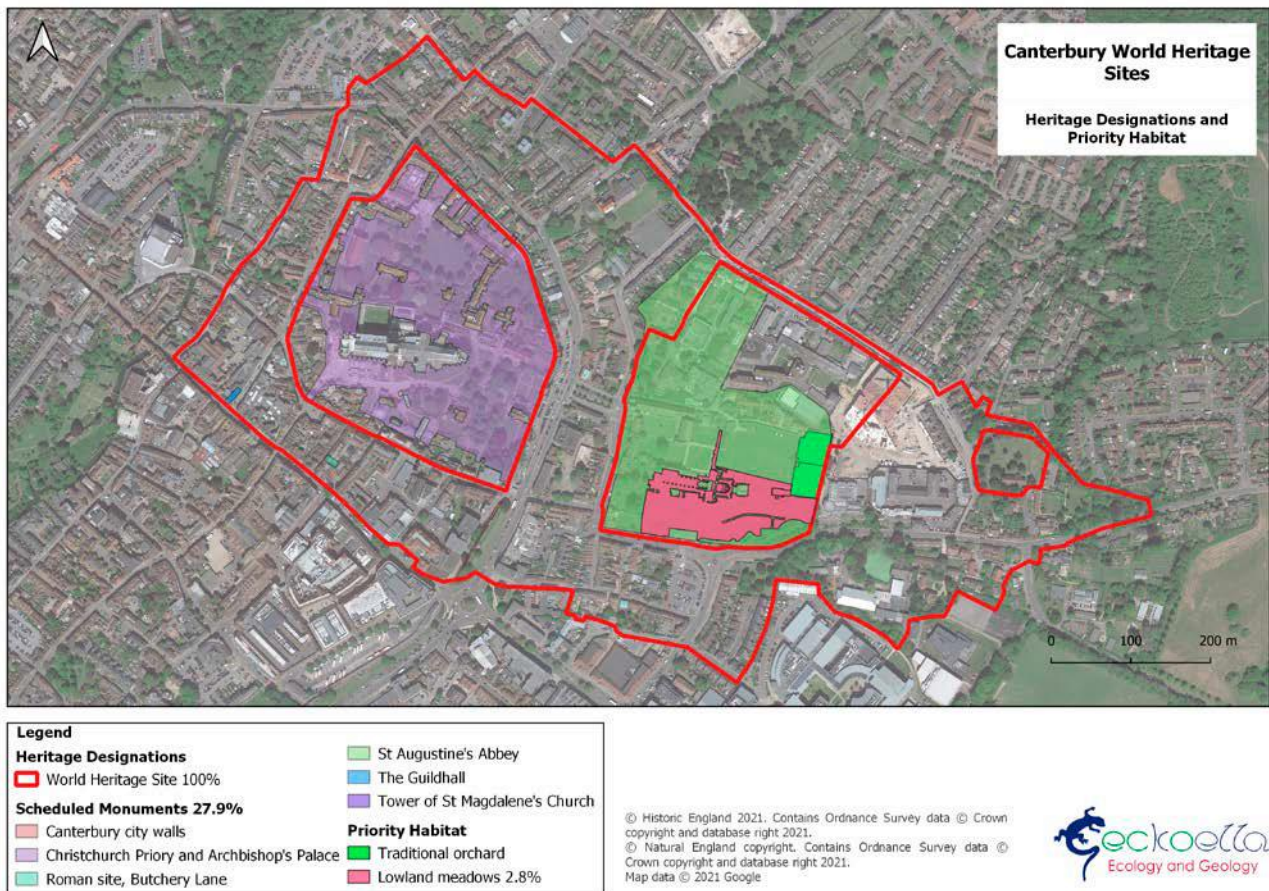 Canterbury World Heritage
Sites
Heritage Designations and
Priority Habitat
0 100 200 m
Legend
Heritage Designations
World Heritage Site 100%
Scheduled Monuments 27.9%
Canterbury city walls
Christchurch Priory and Archbishop's Palace
Roman site, Butchery Lane
St Augustine's Abbey
The Guildhall
Tower of St Magdalene's Church
Priority Habitat
Traditional orchard
Lowland meadows 2.8%
© Historic England 2021. Contains Ordnance Survey data © Crown
copyright and database right 2021.
© Natural England copyright. Contains Ordnance Survey data ©
Crown copyright and database right 2021.
Map data © 2021 Google
Geckoella
Ecology and Geology